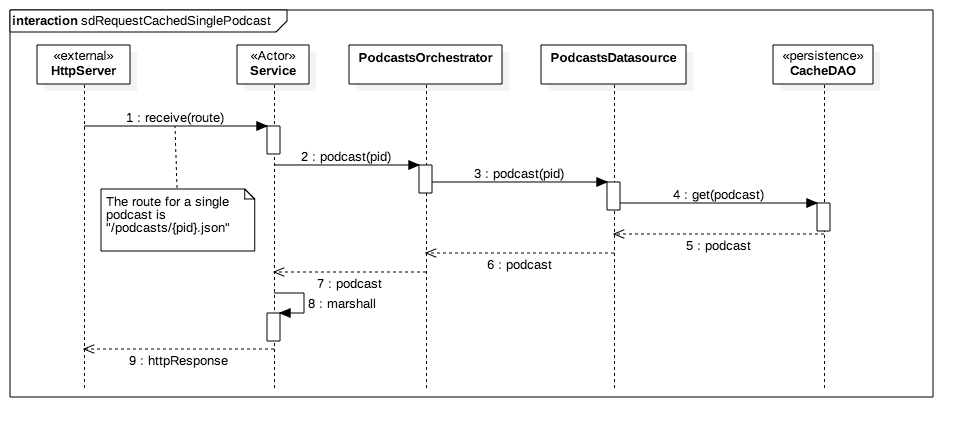 interaction sdRequestCachedSinglePodcast
«external»
HttpServer
«Actor»
Service
PodcastsOrchestrator
PodcastsDatasource
«persistence»
CacheDAO
1 : receive(route)
2 : podcast(pid)
3 : podcast(pid)
4 : get(podcast)
The route for a single
podcast is
"/podcasts/{pid}.json"
5 : podcast
6 : podcast
7 : podcast
8 : marshall
9 : httpResponse